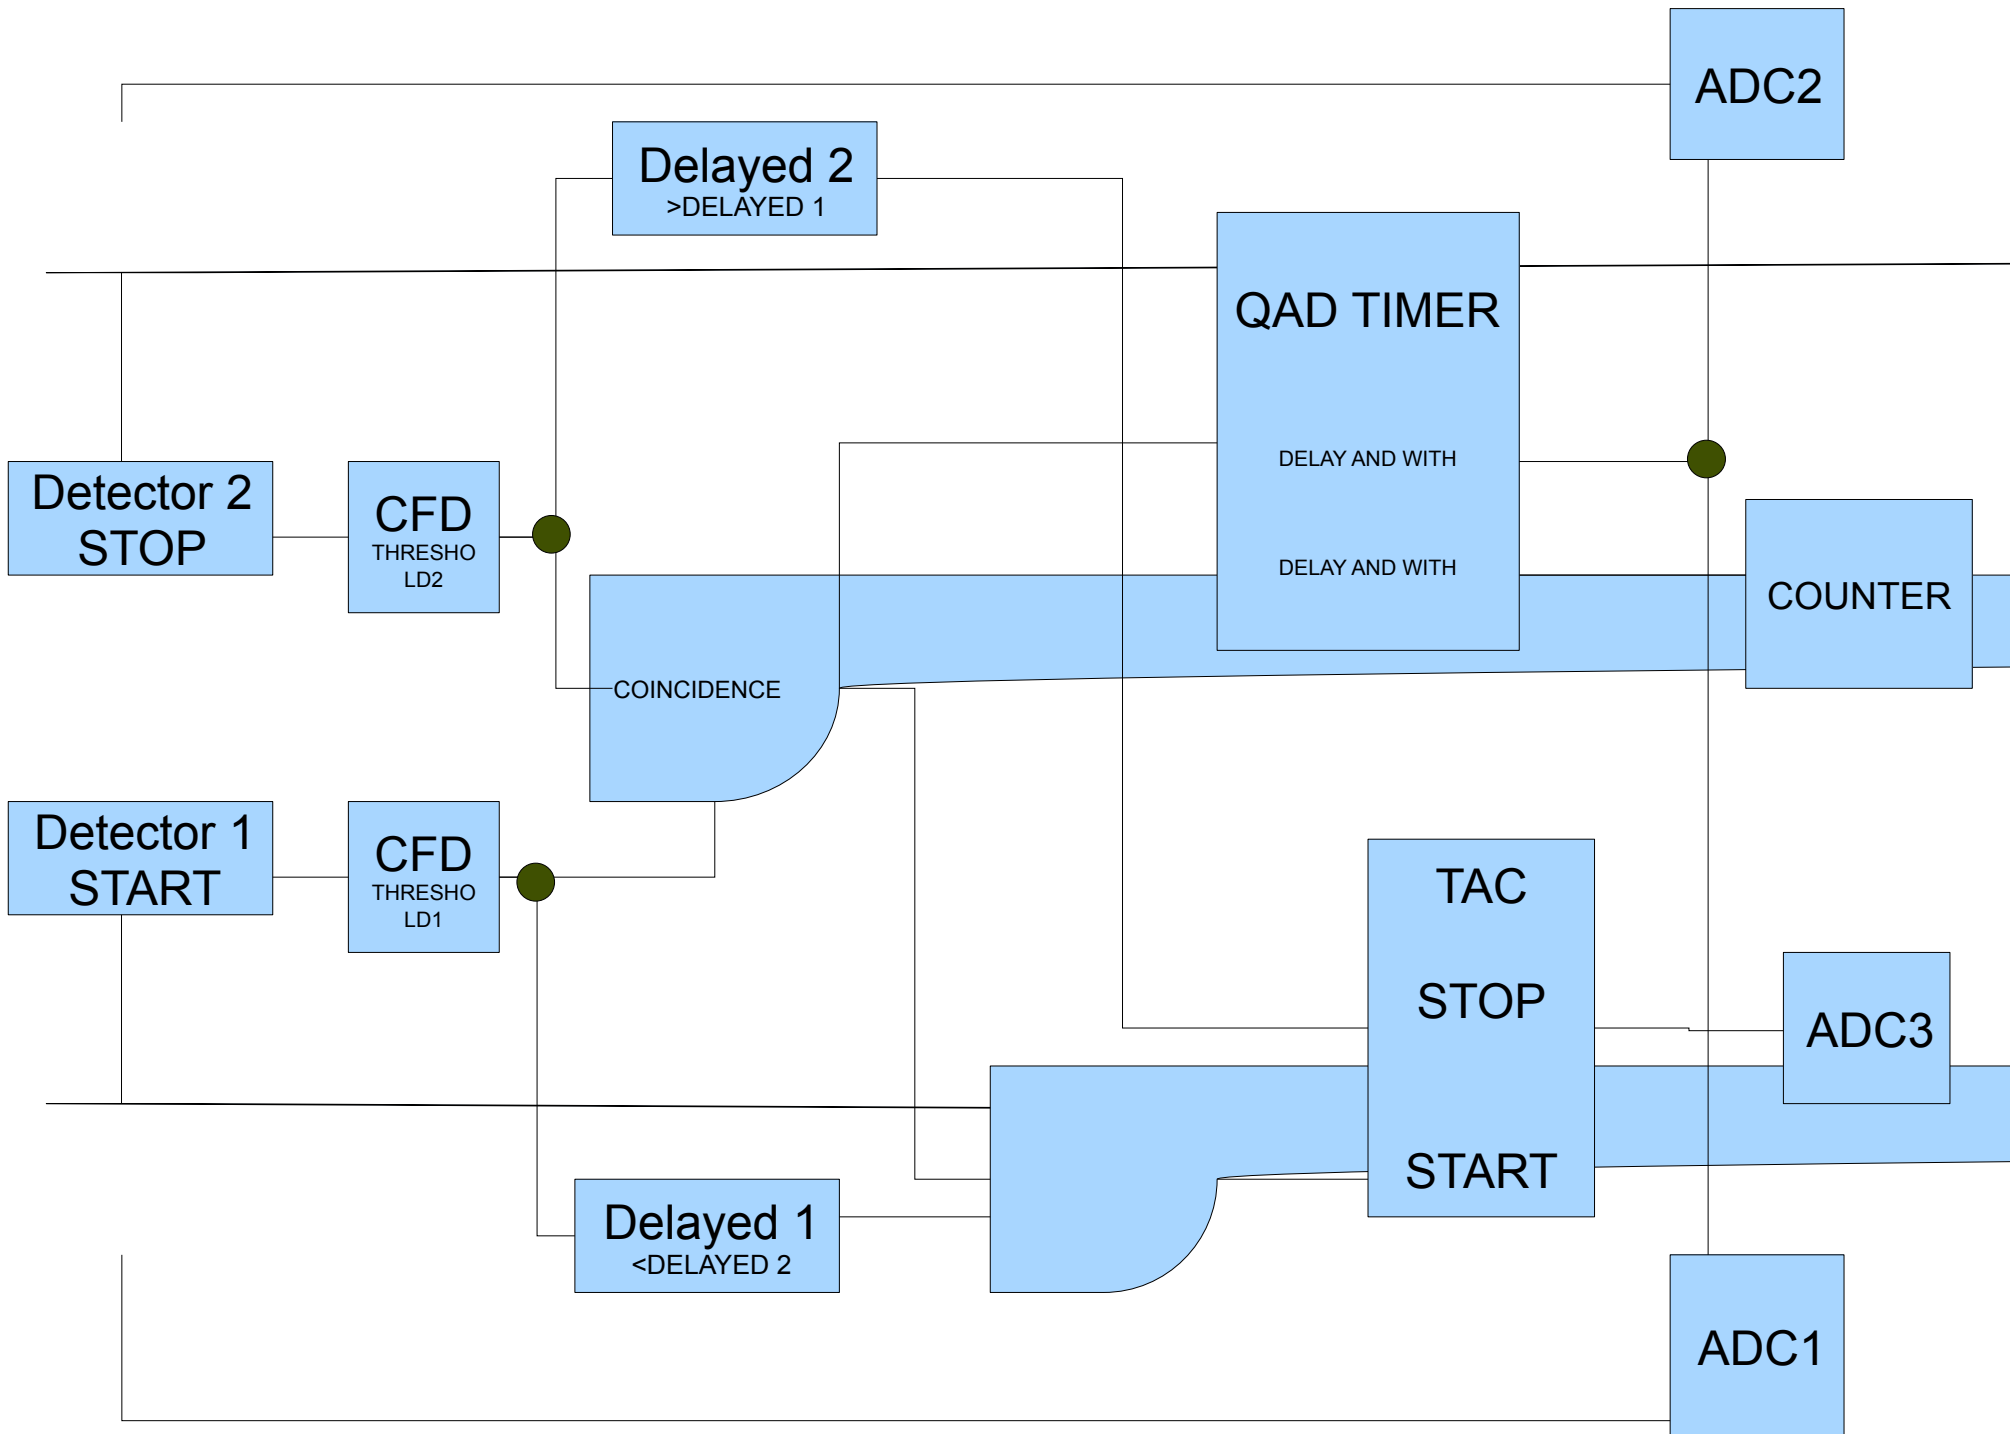 ADC2
Delayed 2
>DELAYED 1
QAD TIMER
DELAY AND WITH
Detector 2
STOP
CFD
THRESHO
LD2
DELAY AND WITH
COUNTER
COINCIDENCE
Detector 1
START
CFD
THRESHO
LD1
TAC
STOP
ADC3
START
Delayed 1
<DELAYED 2
ADC1